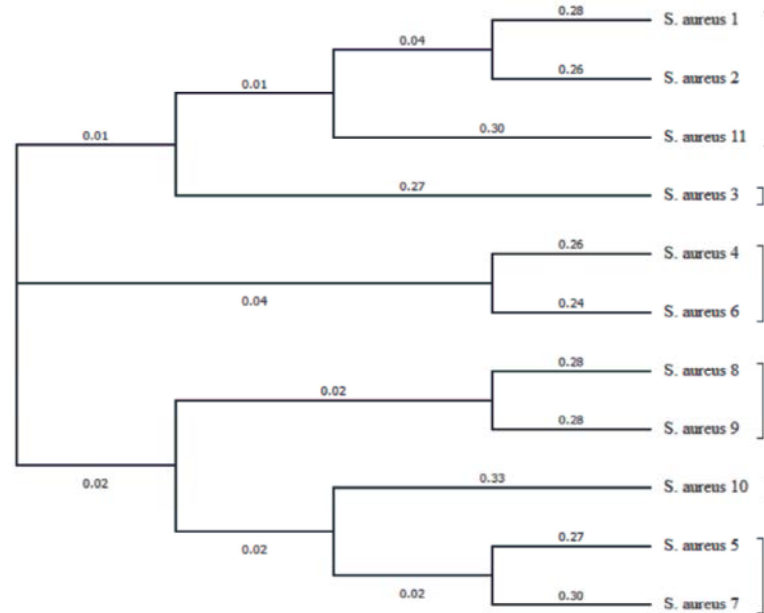 0.28
S. aureus 1
0.04
0.26
S. aureus 2
0.01
0.30
S. aureus 11
0.01
0.27
S. aureus 3
0.26
S. aureus 4
0.04
0.24
S. aureus 6
0.28
S. aureus 8
0.02
0.28
S. aureus 9
0.02
0.33
S. aureus 10
0.02
0.27
S. aureus 5
0.02
0.30
S. aureus 7